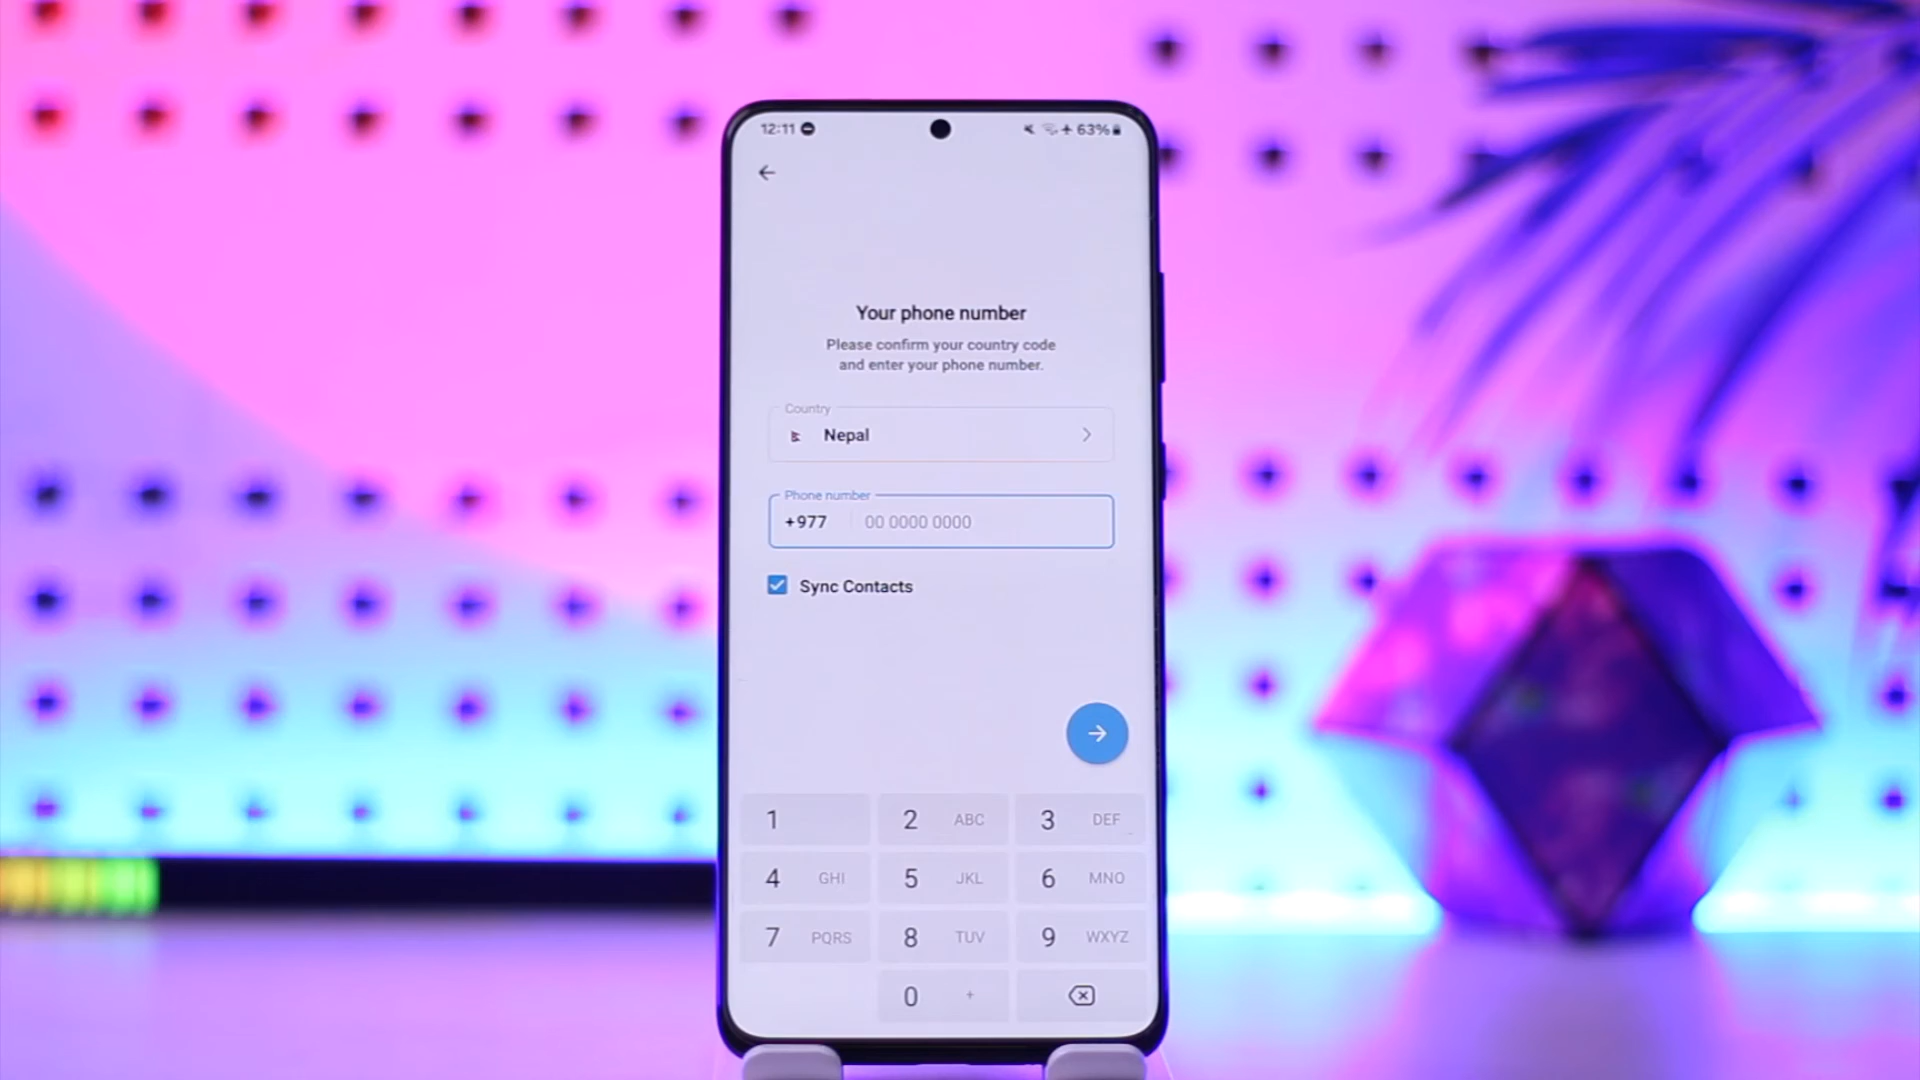 12:11 63%
Your phone number
Please confirm your country code
and enter your phone number.
Country
Nepal
Phone number
+977 00 0000 0000
Sync Contacts
1 2 ABC 3 DEF
4 GHI 5 JKL 6 MNO
7 PQRS 8 TUV 9 WXYZ
0 +